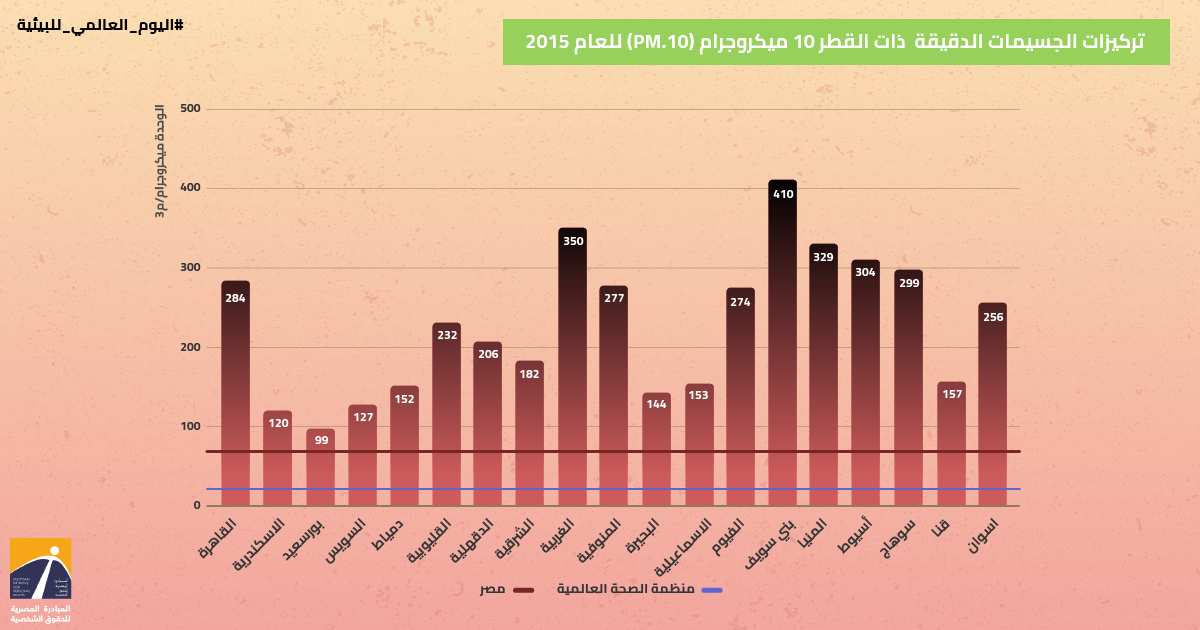 #اليوم_العالمي_للبيئية
تركيزات الجسيمات الدقيقة ذات القطر 10 ميكروجرام (PM.10) للعام 2015
الوحدة ميكروجرام/م3
500
400
300
200
100
0
284
120
99
127
152
232
206
182
350
277
144
153
274
410
329
304
299
157
256
القاهرة
الاسكندرية
بورسعيد
السويس
دمياط
القليوبية
الدقهلية
الشرقية
الغربية
المنوفية
البحيرة
الاسماعيلية
الفيوم
بني سويف
المنيا
أسيوط
سوهاج
قنا
اسوان
منظمة الصحة العالمية
مصر
المبادرة المصرية
للحقوق الشخصية